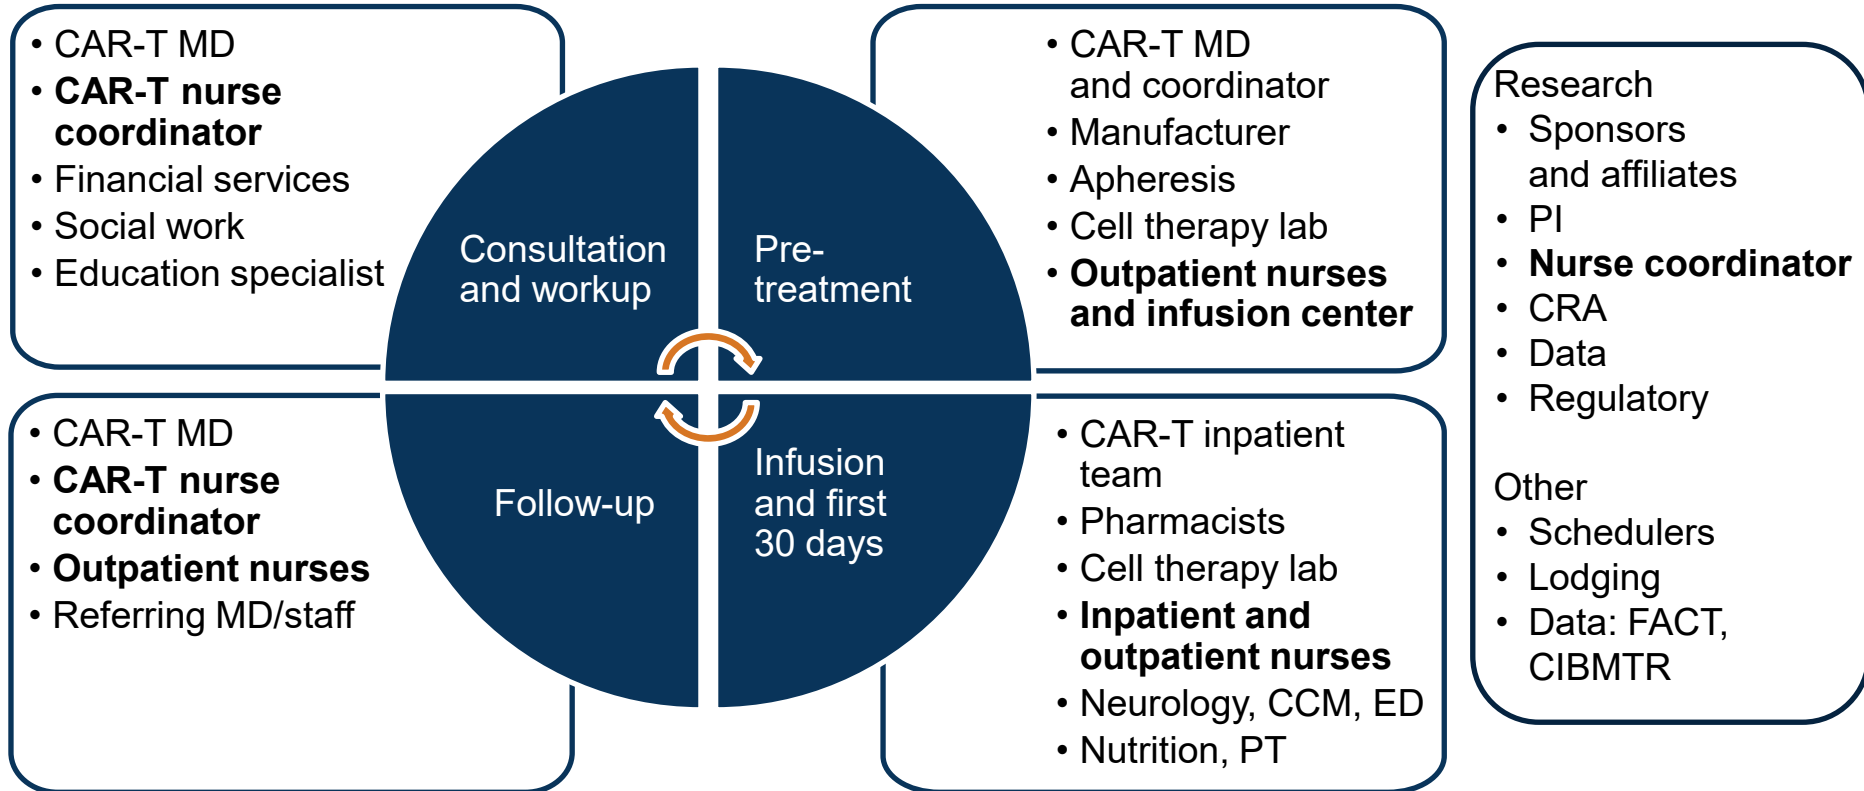 • CAR-T MD
• CAR-T nurse
coordinator
• Financial services
• Social work
• Education specialist
Consultation
and workup
Pre-
treatment
• CAR-T MD
and coordinator
• Manufacturer
• Apheresis
• Cell therapy lab
• Outpatient nurses
and infusion center
• CAR-T MD
• CAR-T nurse
coordinator
• Outpatient nurses
• Referring MD/staff
Follow-up
Infusion
and first
30 days
• CAR-T inpatient
team
• Pharmacists
• Cell therapy lab
• Inpatient and
outpatient nurses
• Neurology, CCM, ED
• Nutrition, PT
Research
• Sponsors
and affiliates
• PI
• Nurse coordinator
• CRA
• Data
• Regulatory
Other
• Schedulers
• Lodging
• Data: FACT,
CIBMTR